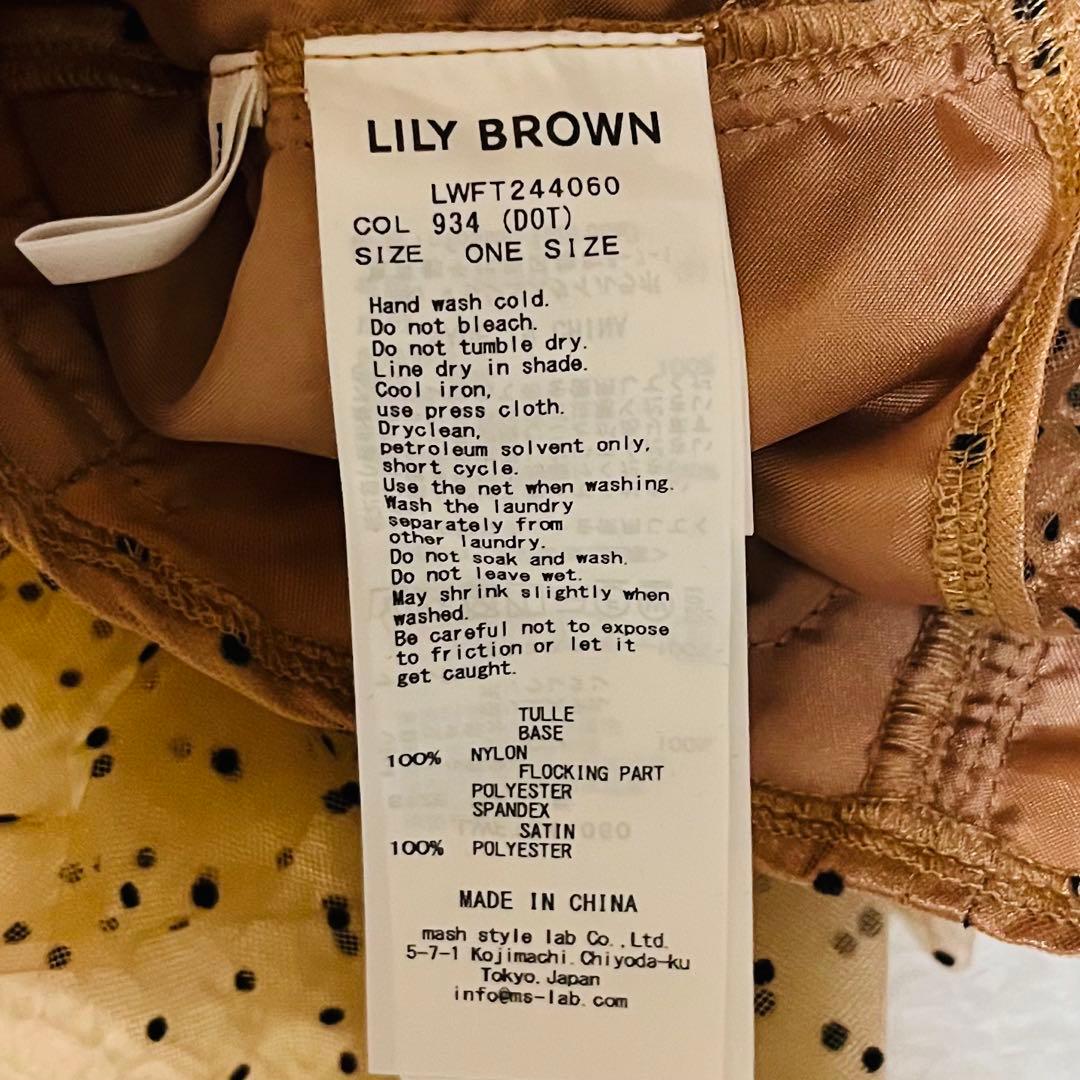 LILY BROWN
LWFT244060
COL 934 (DOT)
SIZE ONE SIZE
Hand wash cold.
Do not bleach.
Do not tumble dry.
Line dry in shade.
Cool iron,
use press cloth.
Dryclean,
petroleum solvent only,
short cycle.
Use the net when washing.
Wash the laundry
separately from
other laundry.
Do not soak and wash.
Do not leave wet.
May shrink slightly when
washed.
Be careful not to expose
to friction or let it
get caught.
TULLE
BASE
100% NYLON
FLOCKING PART
POLYESTER
SPANDEX
SATIN
100% POLYESTER
MADE IN CHINA
mash style lab Co.,Ltd.
5-7-1 Kojimachi.Chiyoda-ku
Tokyo.Japan
info@ms-lab.com